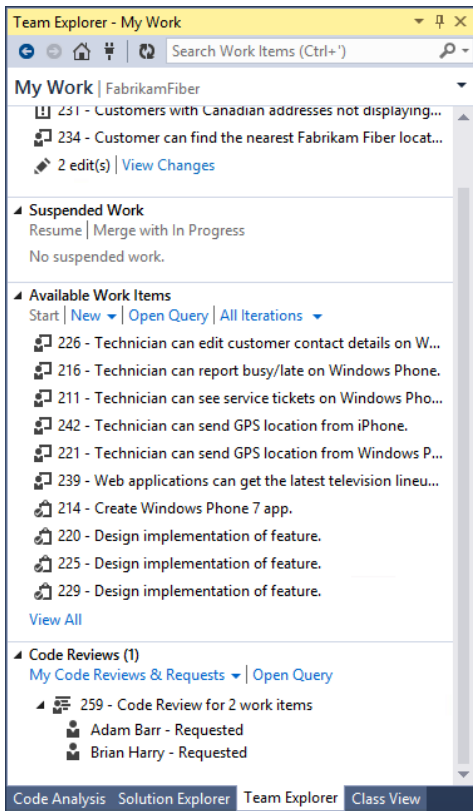 Team Explorer - My Work
Search Work Items (Ctrl+')
My Work | FabrikamFiber
231 - Customers with Canadian addresses not displaying...
234 - Customer can find the nearest Fabrikam Fiber locat...
2 edit(s) | View Changes
Suspended Work
Resume | Merge with In Progress
No suspended work.
Available Work Items
Start | New | Open Query | All Iterations
226 - Technician can edit customer contact details on W...
216 - Technician can report busy/late on Windows Phone.
211 - Technician can see service tickets on Windows Pho...
242 - Technician can send GPS location from iPhone.
221 - Technician can send GPS location from Windows P...
239 - Web applications can get the latest television lineu...
214 - Create Windows Phone 7 app.
220 - Design implementation of feature.
225 - Design implementation of feature.
229 - Design implementation of feature.
View All
Code Reviews (1)
My Code Reviews & Requests | Open Query
259 - Code Review for 2 work items
Adam Barr - Requested
Brian Harry - Requested
Code Analysis Solution Explorer Team Explorer Class View